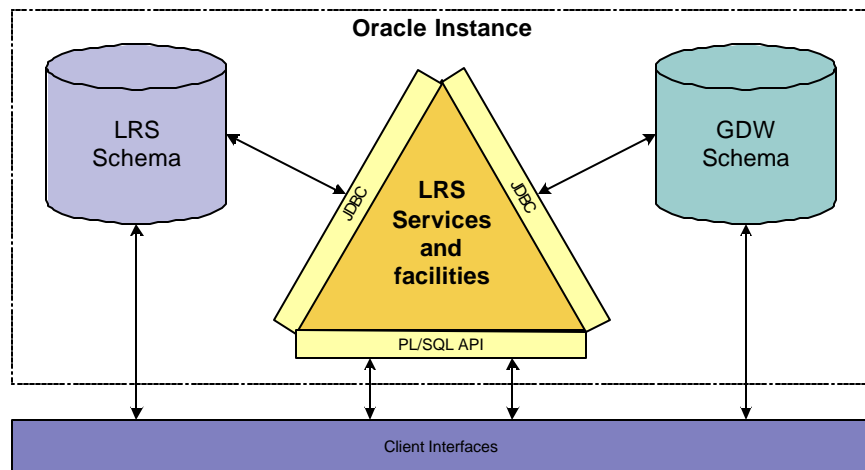 Oracle Instance
LRS
Schema
GDW
Schema
JDBC
JDBC
LRS
Services
and
facilities
PL/SQL API
Client Interfaces